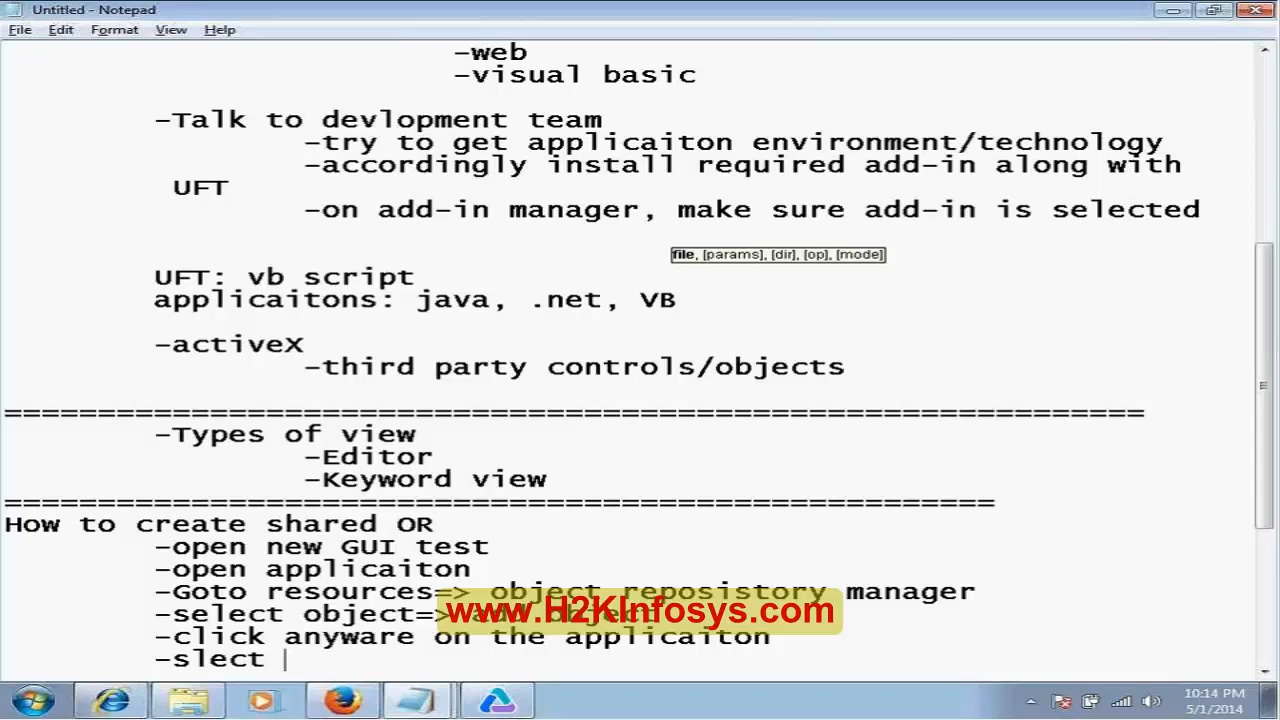 Untitled - Notepad
File Edit Format View Help
-web
-visual basic
-Talk to devlopment team
-try to get applicaiton environment/technology
-accordingly install required add-in along with
UFT
-on add-in manager, make sure add-in is selected
file, [params], [dir], [op], [mode]
UFT: vb script
applicaitons: java, .net, VB
-activeX
-third party controls/objects
=============================================================
-Types of view
-Editor
-Keyword view
=====================================================
How to create shared OR
-open new GUI test
-open applicaiton
-Goto resources=> object reposistory manager
-select object=> add object
www.H2KInfosys.com
-click anyware on the applicaiton
-slect
10:14 PM
5/1/2014